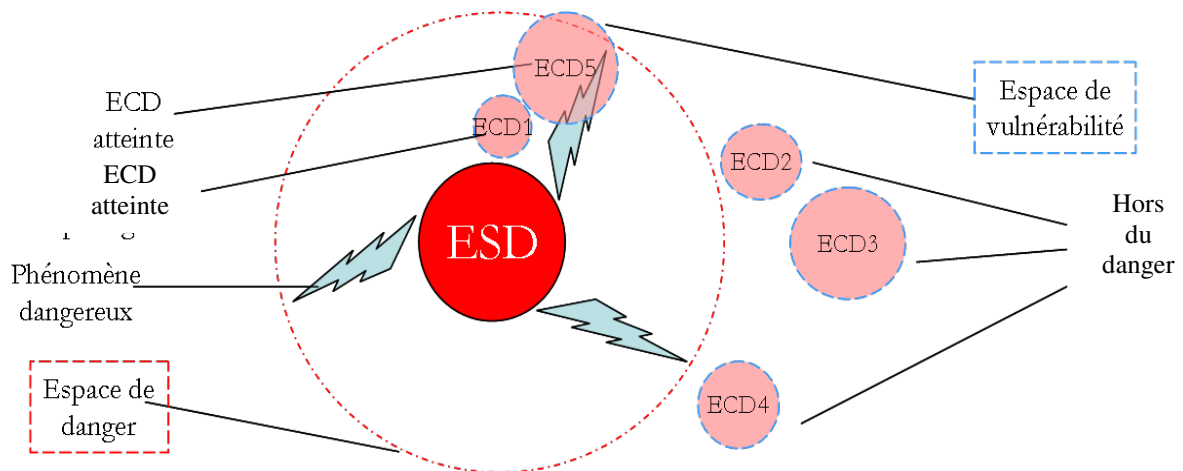 ECD5
ECD
atteinte
ECD1
Espace de
vulnérabilité
ECD2
ECD
atteinte
Hors
du
danger
ESD
ECD3
Phénomène
dangereux
Espace de
danger
ECD4